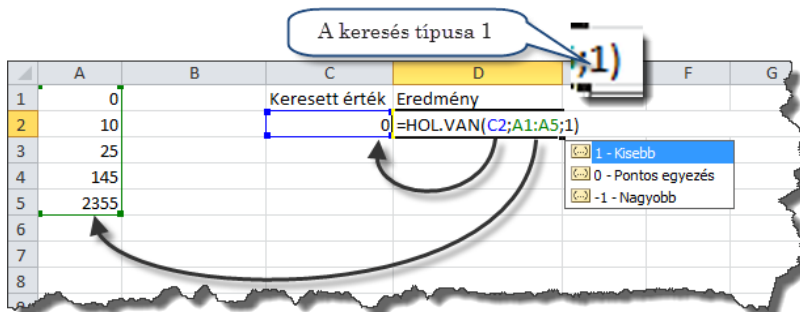 A keresés típusa 1
;1)
A B C D F G
1 0 Keresett érték Eredmény
2 10 0 =HOL.VAN(C2;A1:A5;1)
3 25
1 - Kisebb
4 145
0 - Pontos egyezés
5 2355
-1 - Nagyobb
6
7
8